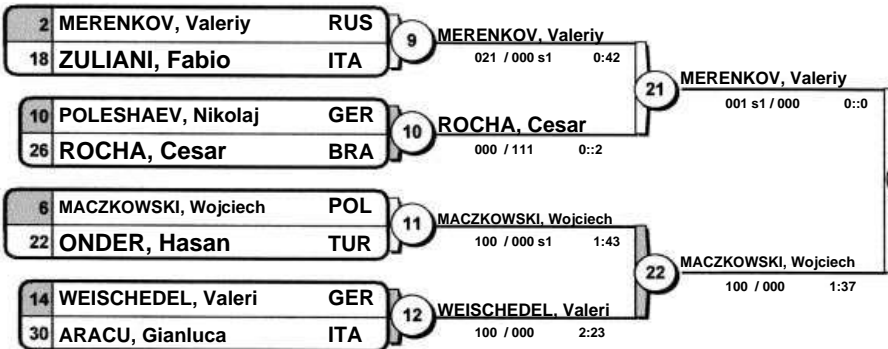 2 MERENKOV, Valeriy RUS
18 ZULIANI, Fabio ITA
9
MERENKOV, Valeriy
021 / 000 s1 0:42
10 POLESHAEV, Nikolaj GER
26 ROCHA, Cesar BRA
10
ROCHA, Cesar
000 / 111 0::2
21
MERENKOV, Valeriy
001 s1 / 000 0::0
6 MACZKOWSKI, Wojciech POL
22 ONDER, Hasan TUR
11
MACZKOWSKI, Wojciech
100 / 000 s1 1:43
14 WEISCHEDEL, Valeri GER
30 ARACU, Gianluca ITA
12
WEISCHEDEL, Valeri
100 / 000 2:23
22
MACZKOWSKI, Wojciech
100 / 000 1:37